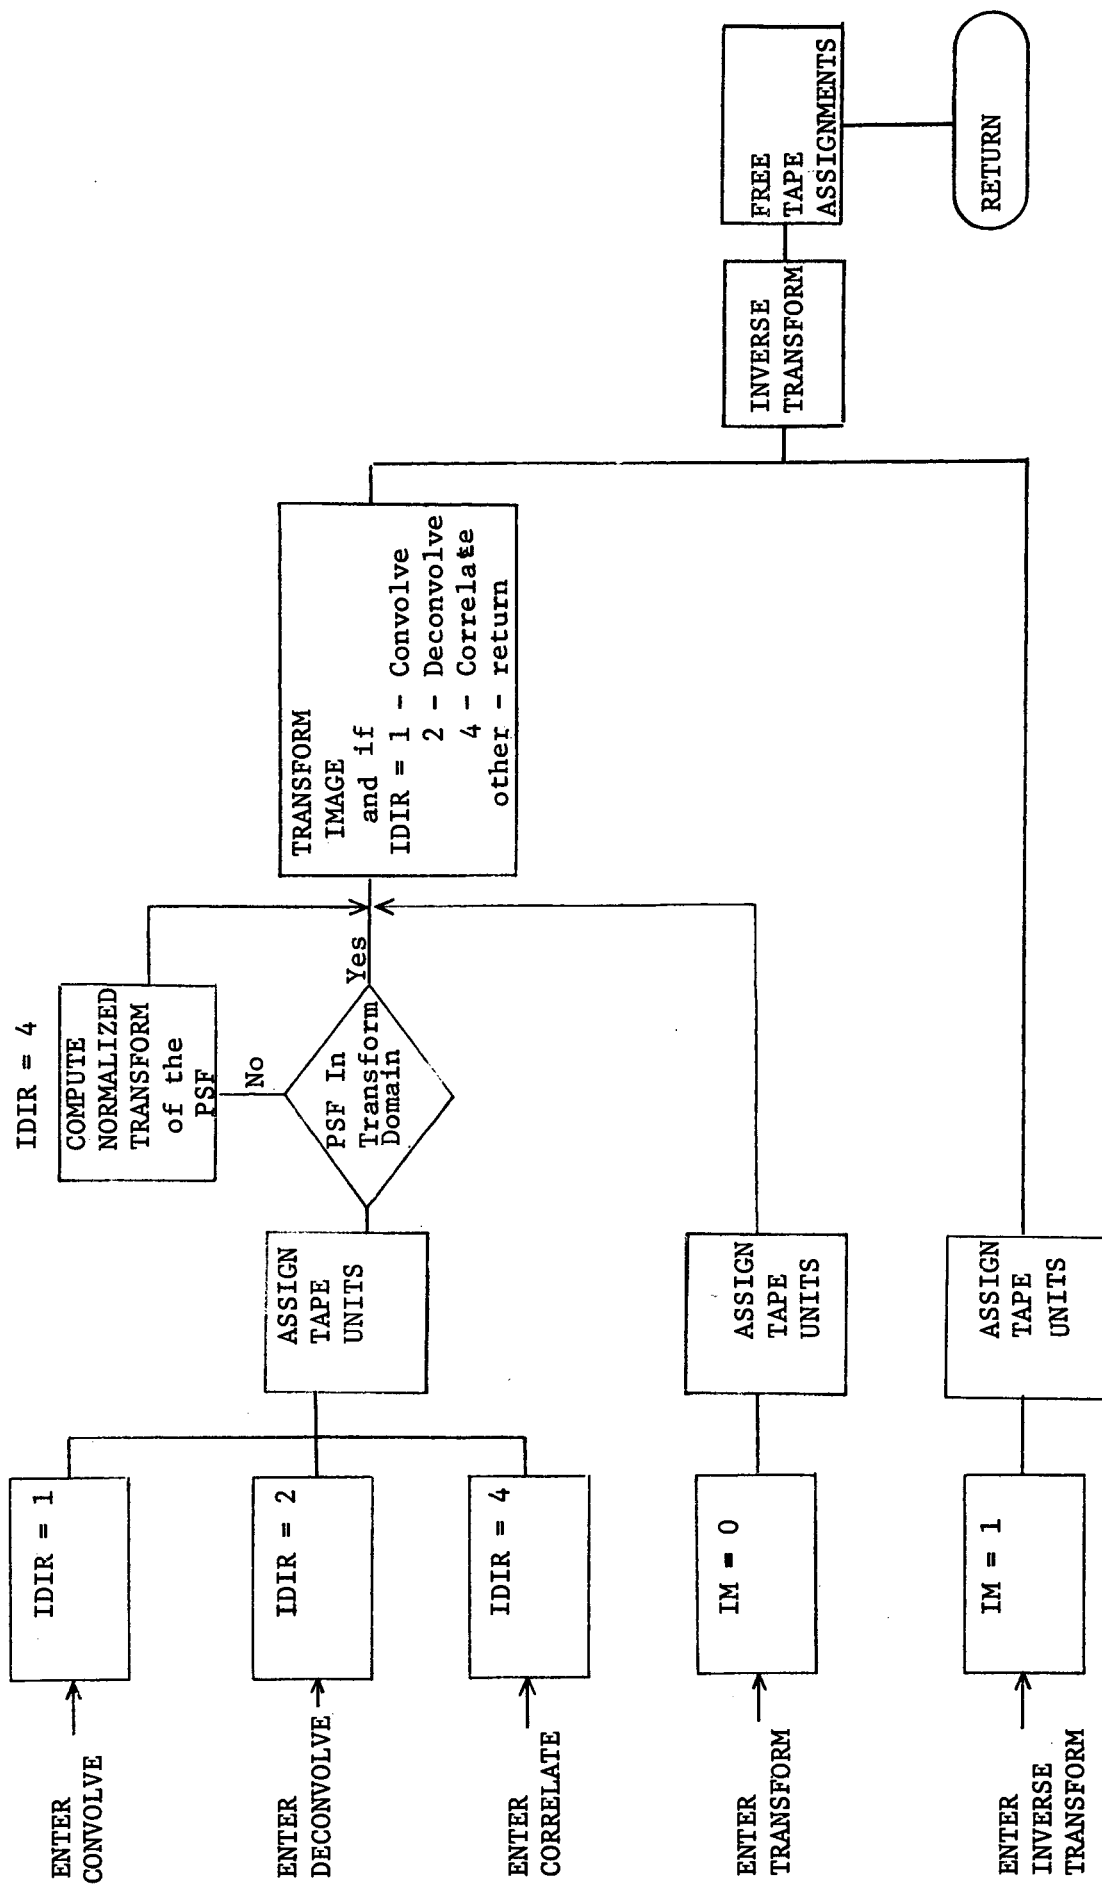 ENTER
CONVOLVE
IDIR = 1
ENTER
DECONVOLVE
IDIR = 2
ENTER
CORRELATE
IDIR = 4
ASSIGN
TAPE
UNITS
PSF In
Transform
Domain
No
Yes
IDIR = 4
COMPUTE
NORMALIZED
TRANSFORM
of the
PSF
TRANSFORM
IMAGE
and if
IDIR = 1 - Convolve
2 - Deconvolve
4 - Correlate
other - return
ENTER
TRANSFORM
IM = 0
ASSIGN
TAPE
UNITS
ENTER
INVERSE
TRANSFORM
IM = 1
ASSIGN
TAPE
UNITS
INVERSE
TRANSFORM
FREE
TAPE
ASSIGNMENTS
RETURN